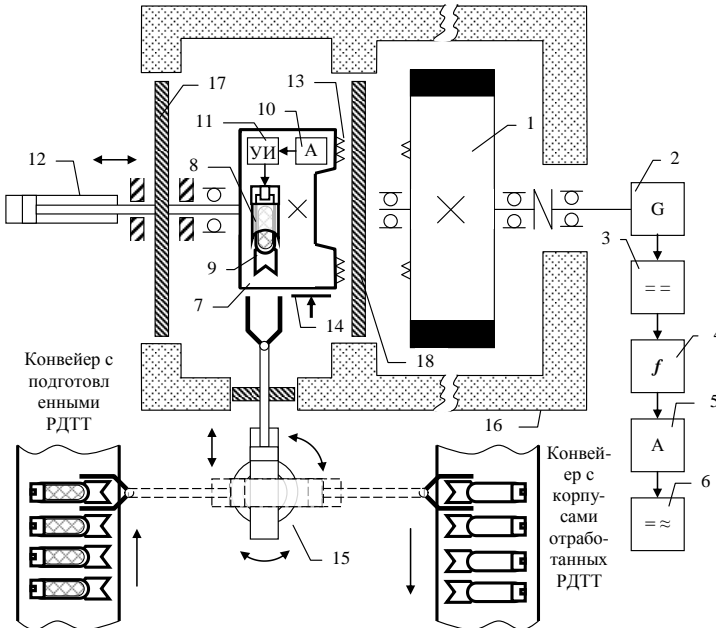 17
13
10
11
12
1
УИ
А
8
2
G
3
= =
9
7
14
18
4
f
Конвейер с
подготовл
енными
РДТТ
5
16
А
Конвей-
ер с
корпу-
сами
отрабо-
танных
РДТТ
6
= ≈
15